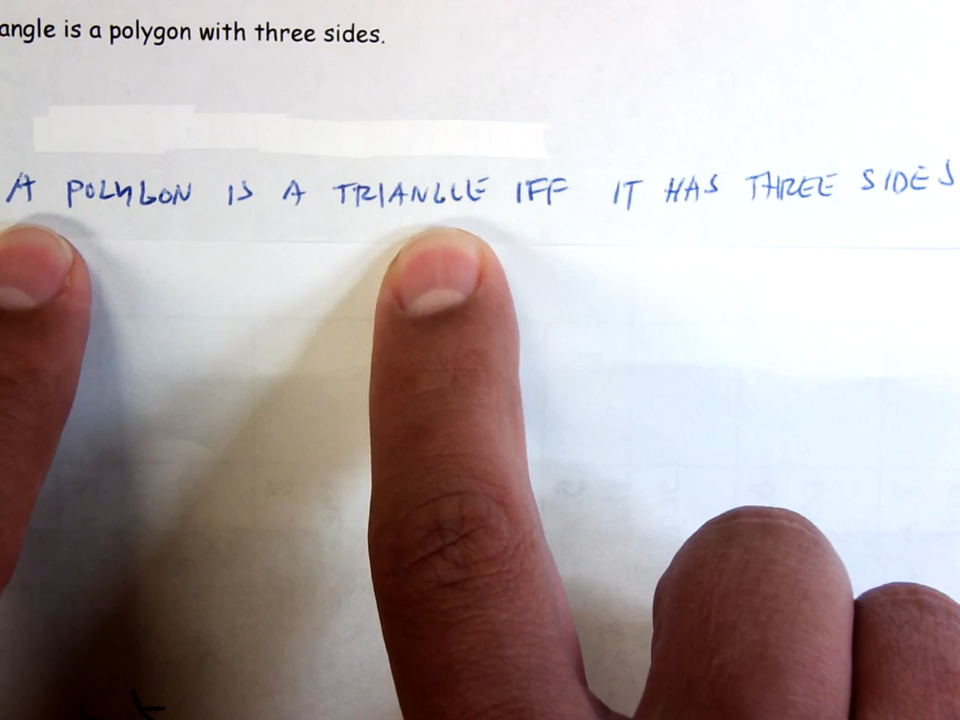 angle is a polygon with three sides.
A POLYGON IS A TRIANGLE IFF IT HAS THREE SIDES